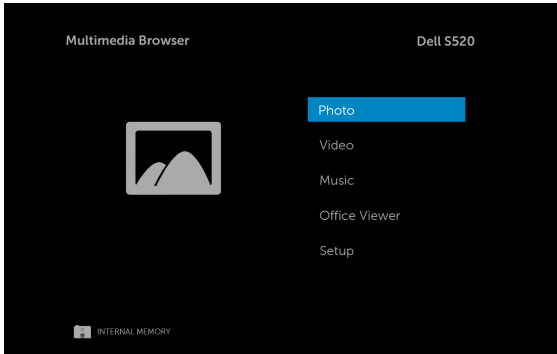 Multimedia Browser
Dell S520
Photo
Video
Music
Office Viewer
Setup
INTERNAL MEMORY